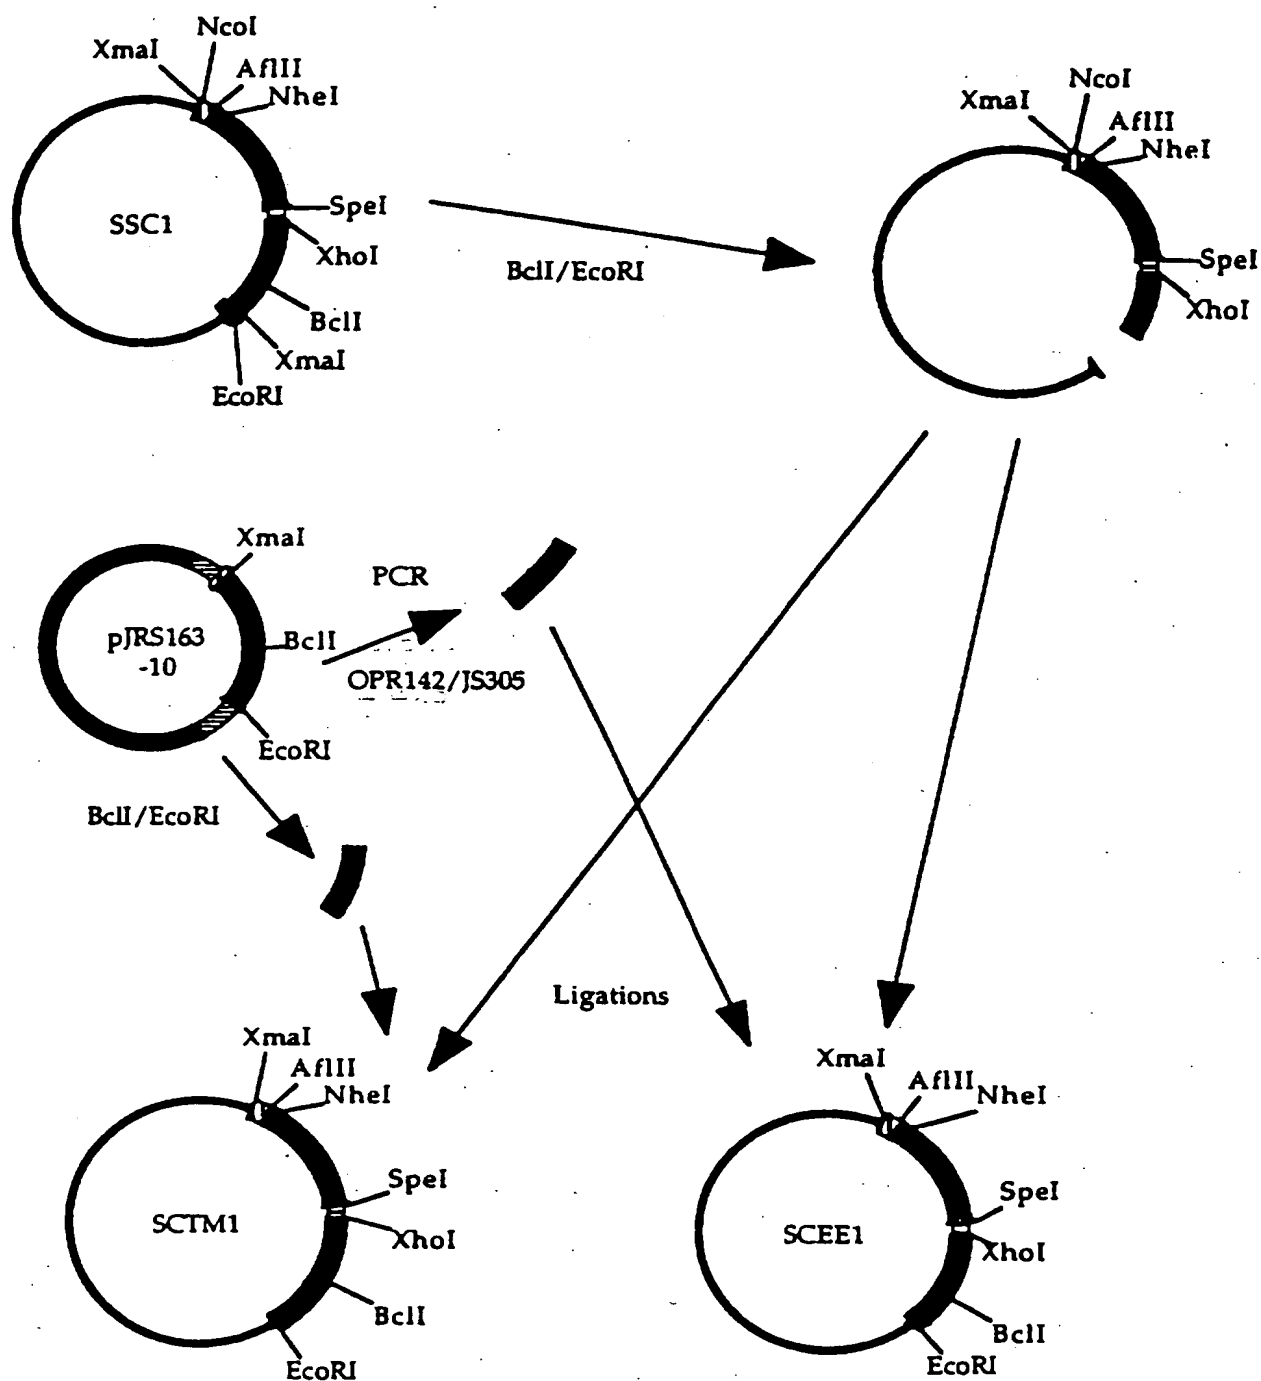 NcoI
XmaI
AflII
NheI
SSC1
SpeI
XhoI
BclI
XmaI
EcoRI
BclI/EcoRI
NcoI
XmaI
AflII
NheI
SpeI
XhoI
XmaI
PCR
pJRS163
-10
BclI
OPR142/JS305
EcoRI
BclI/EcoRI
Ligations
XmaI
AflII
NheI
SpeI
SCTM1
XhoI
BclI
EcoRI
XmaI
AflII
NheI
SpeI
SCEE1
XhoI
BclI
EcoRI